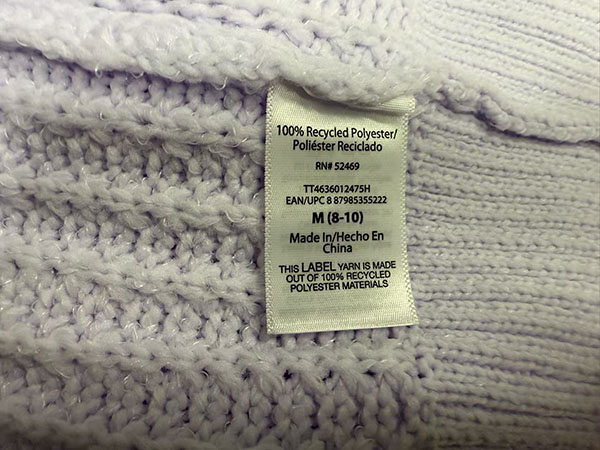 100% Recycled Polyester/
Poliéster Reciclado
RN# 52469
TT4636012475H
EAN/UPC 8 87985355222
M (8-10)
Made In/Hecho En
China
THIS LABEL YARN IS MADE
OUT OF 100% RECYCLED
POLYESTER MATERIALS